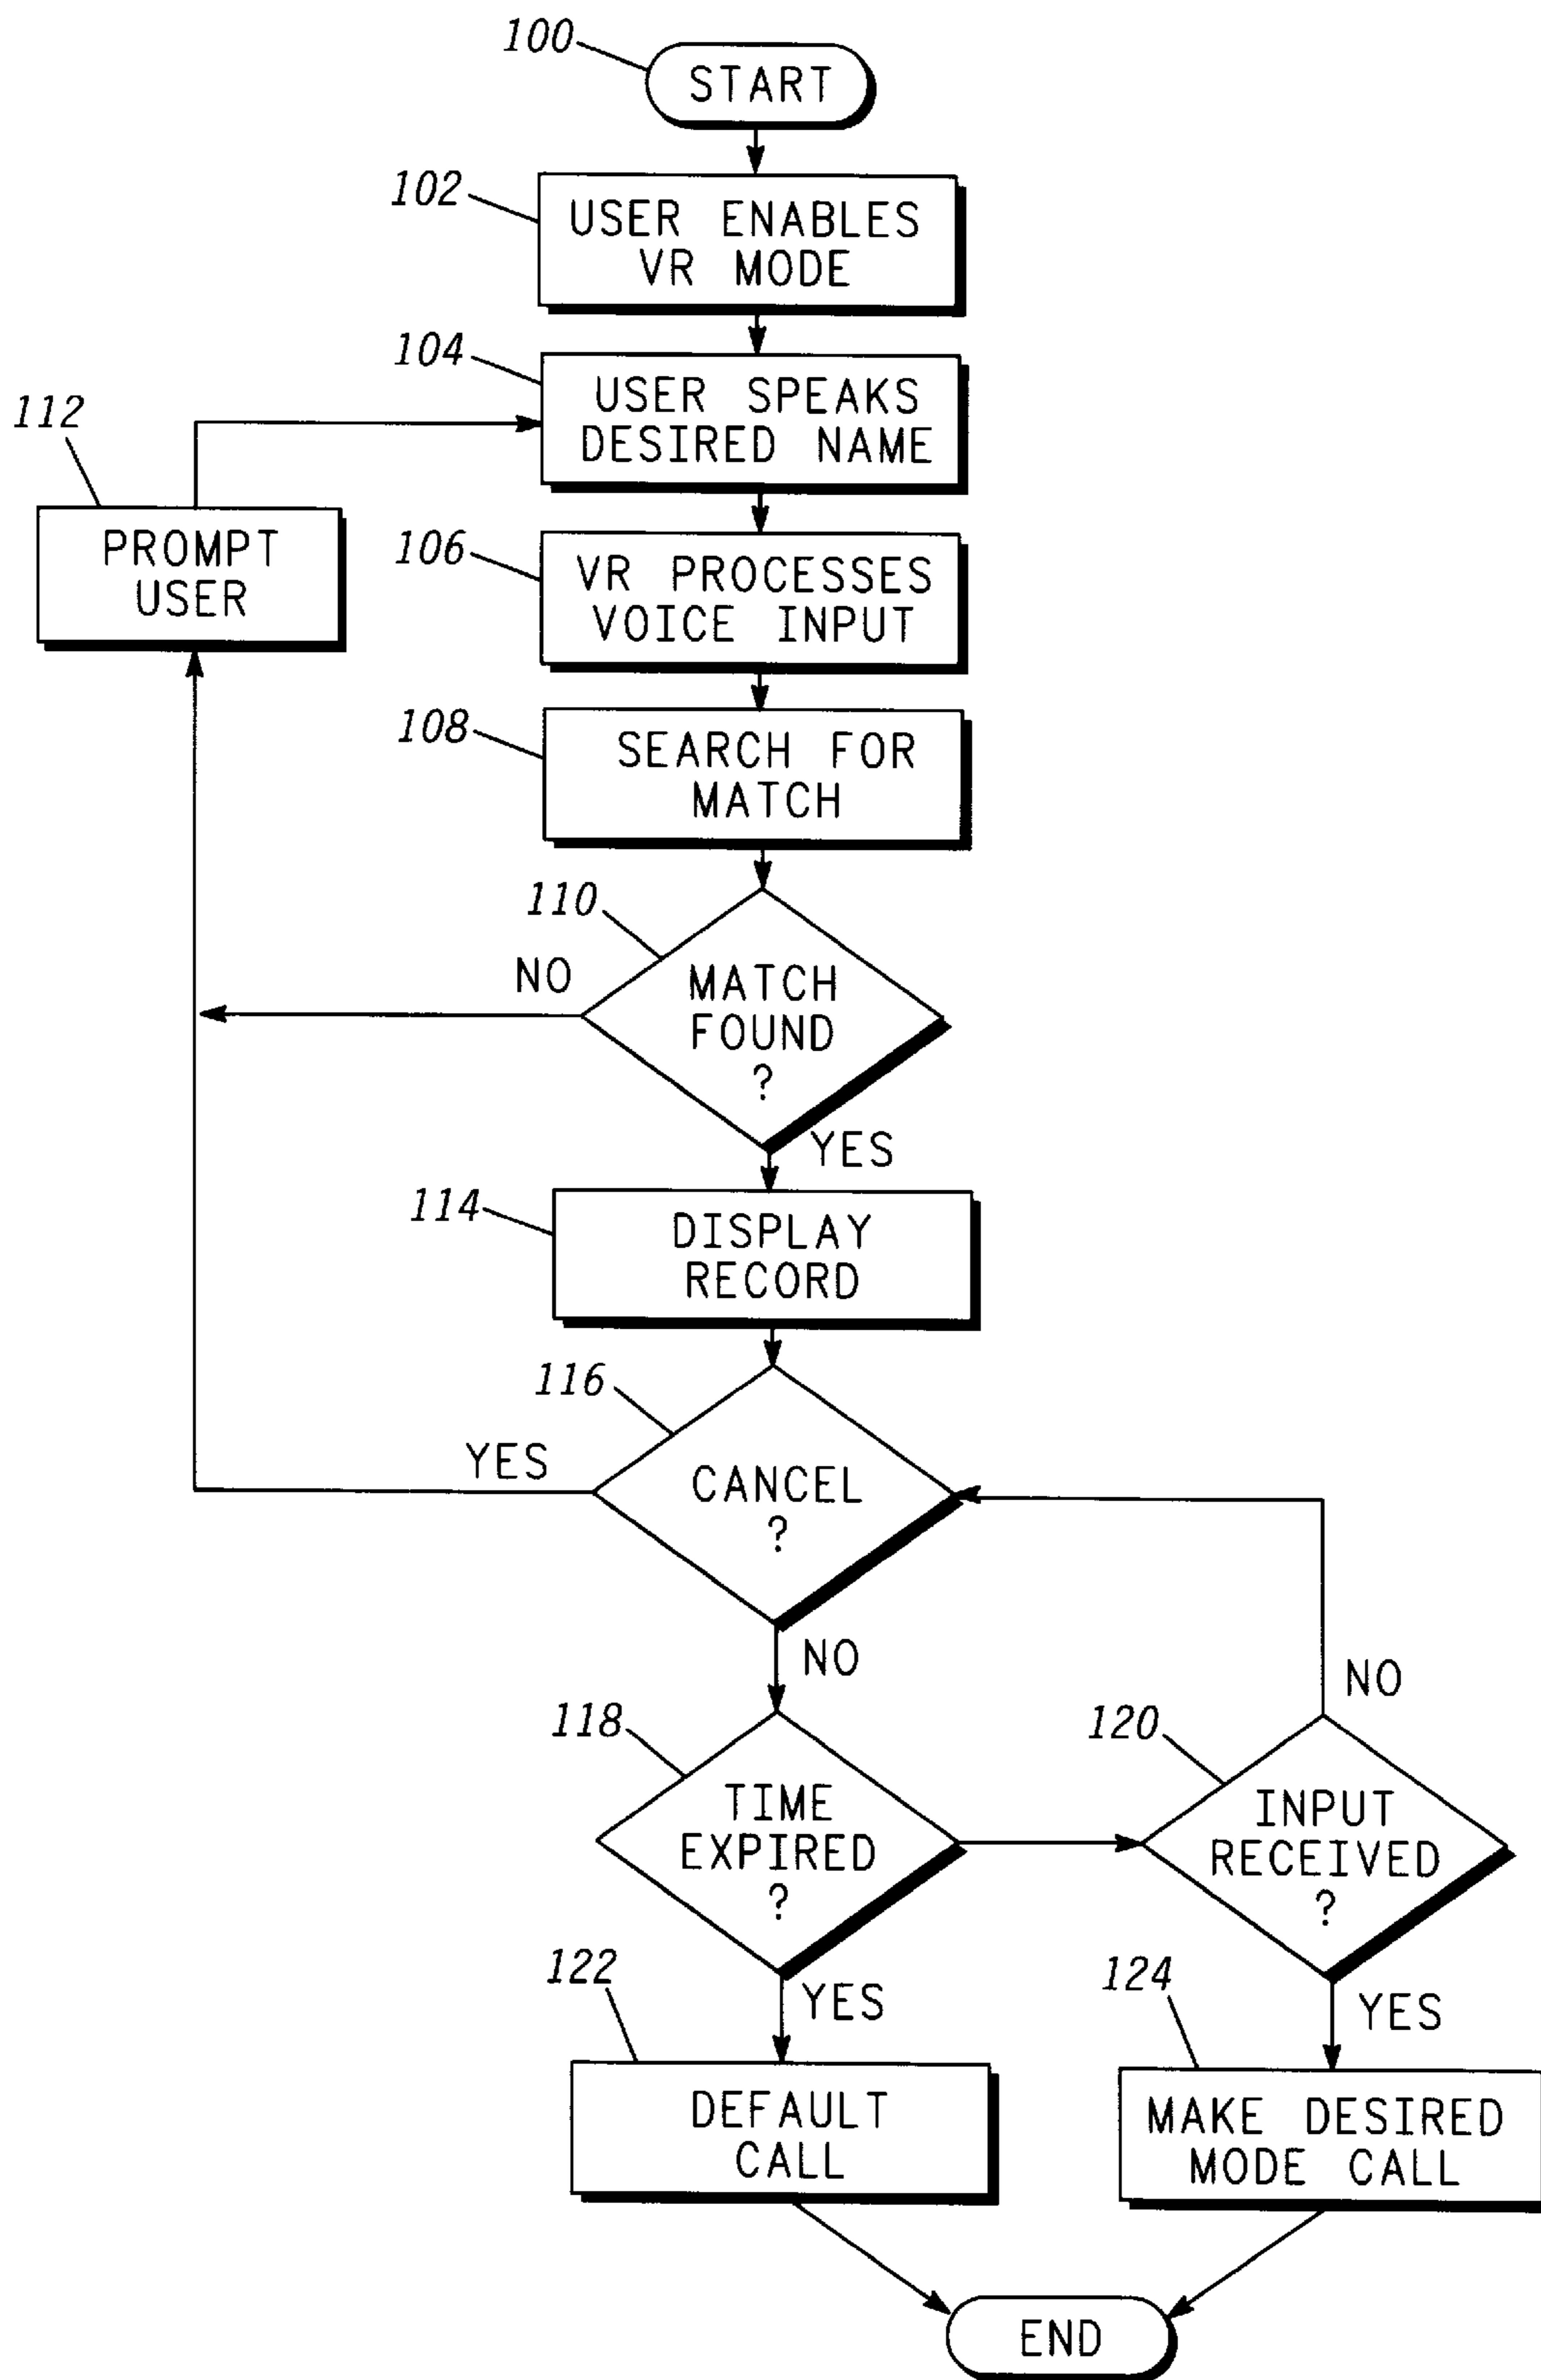 100
START
102
USER ENABLES
VR MODE
104
USER SPEAKS
DESIRED NAME
112
PROMPT
USER
106
VR PROCESSES
VOICE INPUT
108
SEARCH FOR
MATCH
110
NO
MATCH
FOUND
?
YES
114
DISPLAY
RECORD
116
YES
CANCEL
?
NO
NO
118
TIME
EXPIRED
?
120
INPUT
RECEIVED
?
122
YES
124
YES
DEFAULT
CALL
MAKE DESIRED
MODE CALL
END